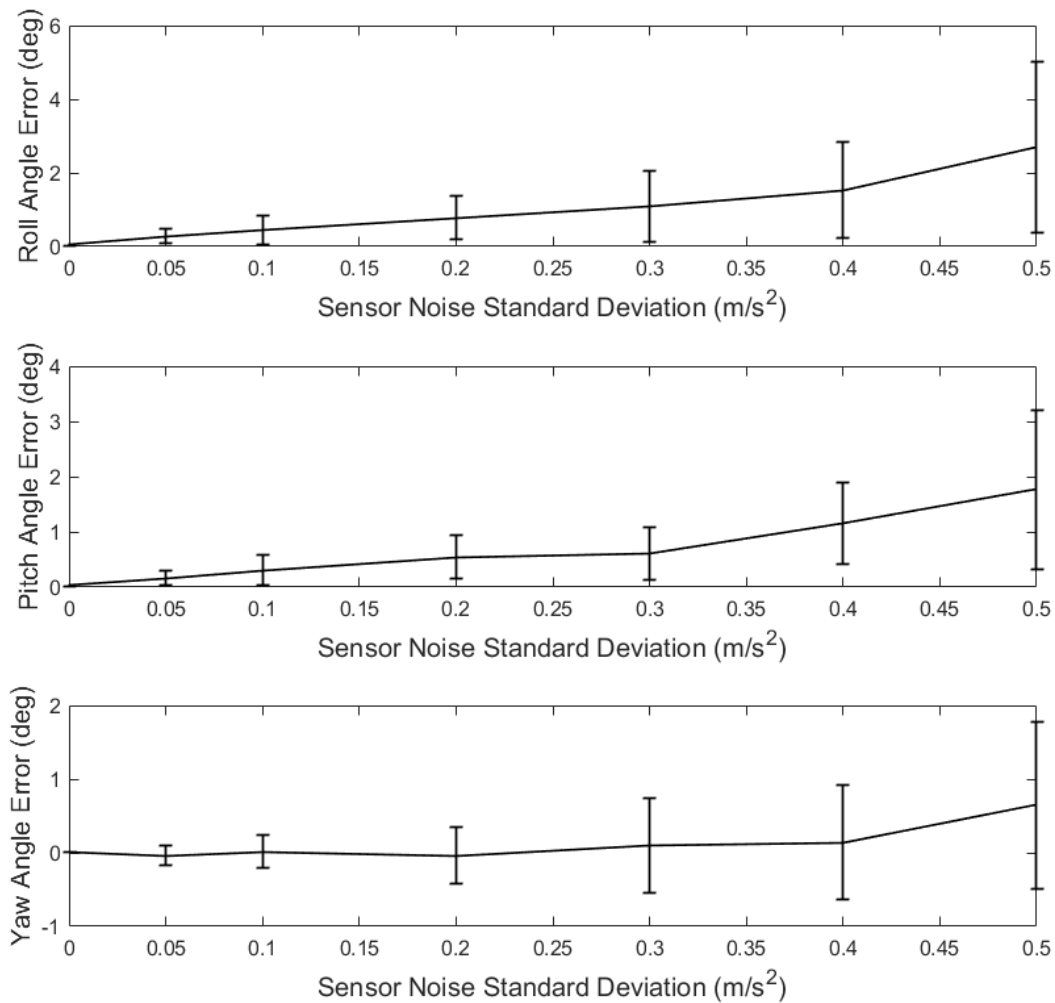 Roll Angle Error (deg)
6
4
2
0
0 0.05 0.1 0.15 0.2 0.25 0.3 0.35 0.4 0.45 0.5
Sensor Noise Standard Deviation (m/s²)
Pitch Angle Error (deg)
4
3
2
1
0
0 0.05 0.1 0.15 0.2 0.25 0.3 0.35 0.4 0.45 0.5
Sensor Noise Standard Deviation (m/s²)
Yaw Angle Error (deg)
2
1
0
-1
0 0.05 0.1 0.15 0.2 0.25 0.3 0.35 0.4 0.45 0.5
Sensor Noise Standard Deviation (m/s²)